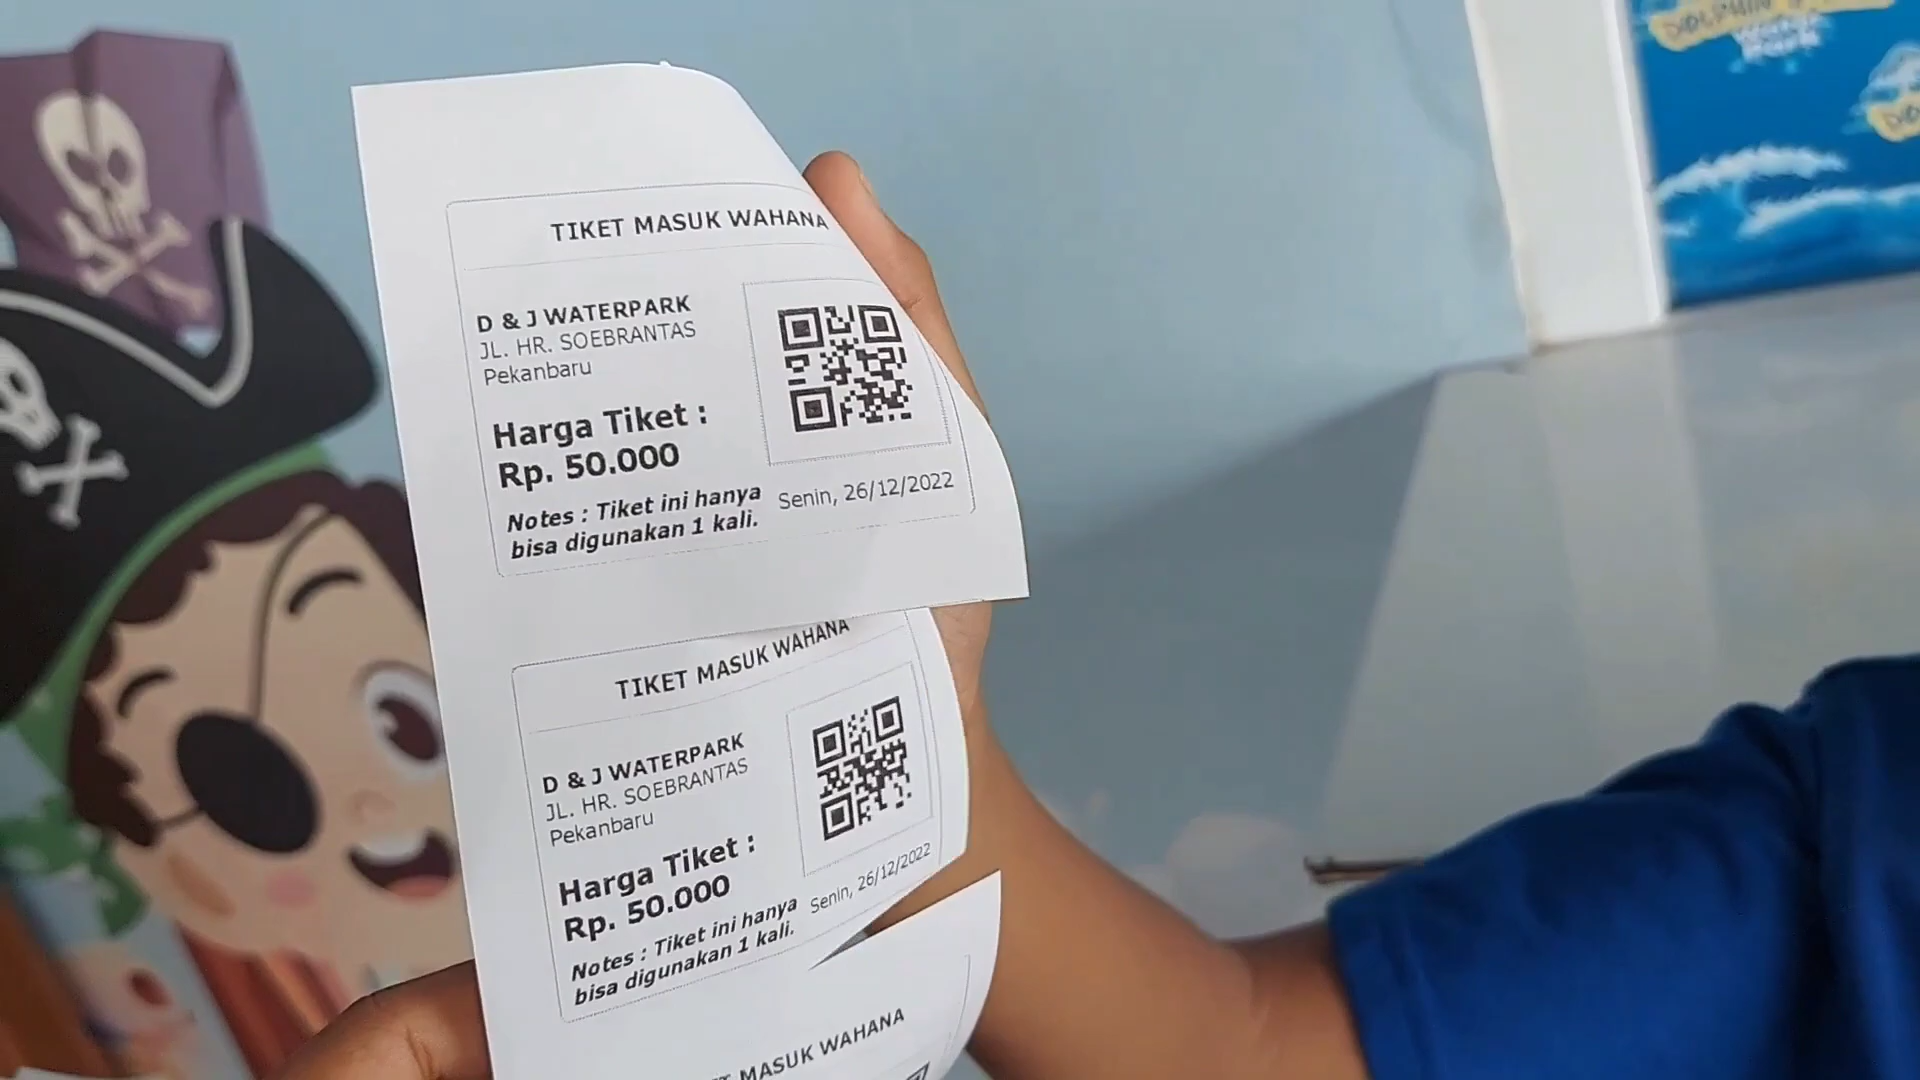 DOLPHIN
TIKET MASUK WAHANA
D & J WATERPARK
JL. HR. SOEBRANTAS
Pekanbaru
Harga Tiket :
Rp. 50.000
Notes : Tiket ini hanya
bisa digunakan 1 kali.
Senin, 26/12/2022
TIKET MASUK WAHANA
D & J WATERPARK
JL. HR. SOEBRANTAS
Pekanbaru
Harga Tiket :
Rp. 50.000
Notes : Tiket ini hanya
bisa digunakan 1 kali.
Senin, 26/12/2022
MASUK WAHANA